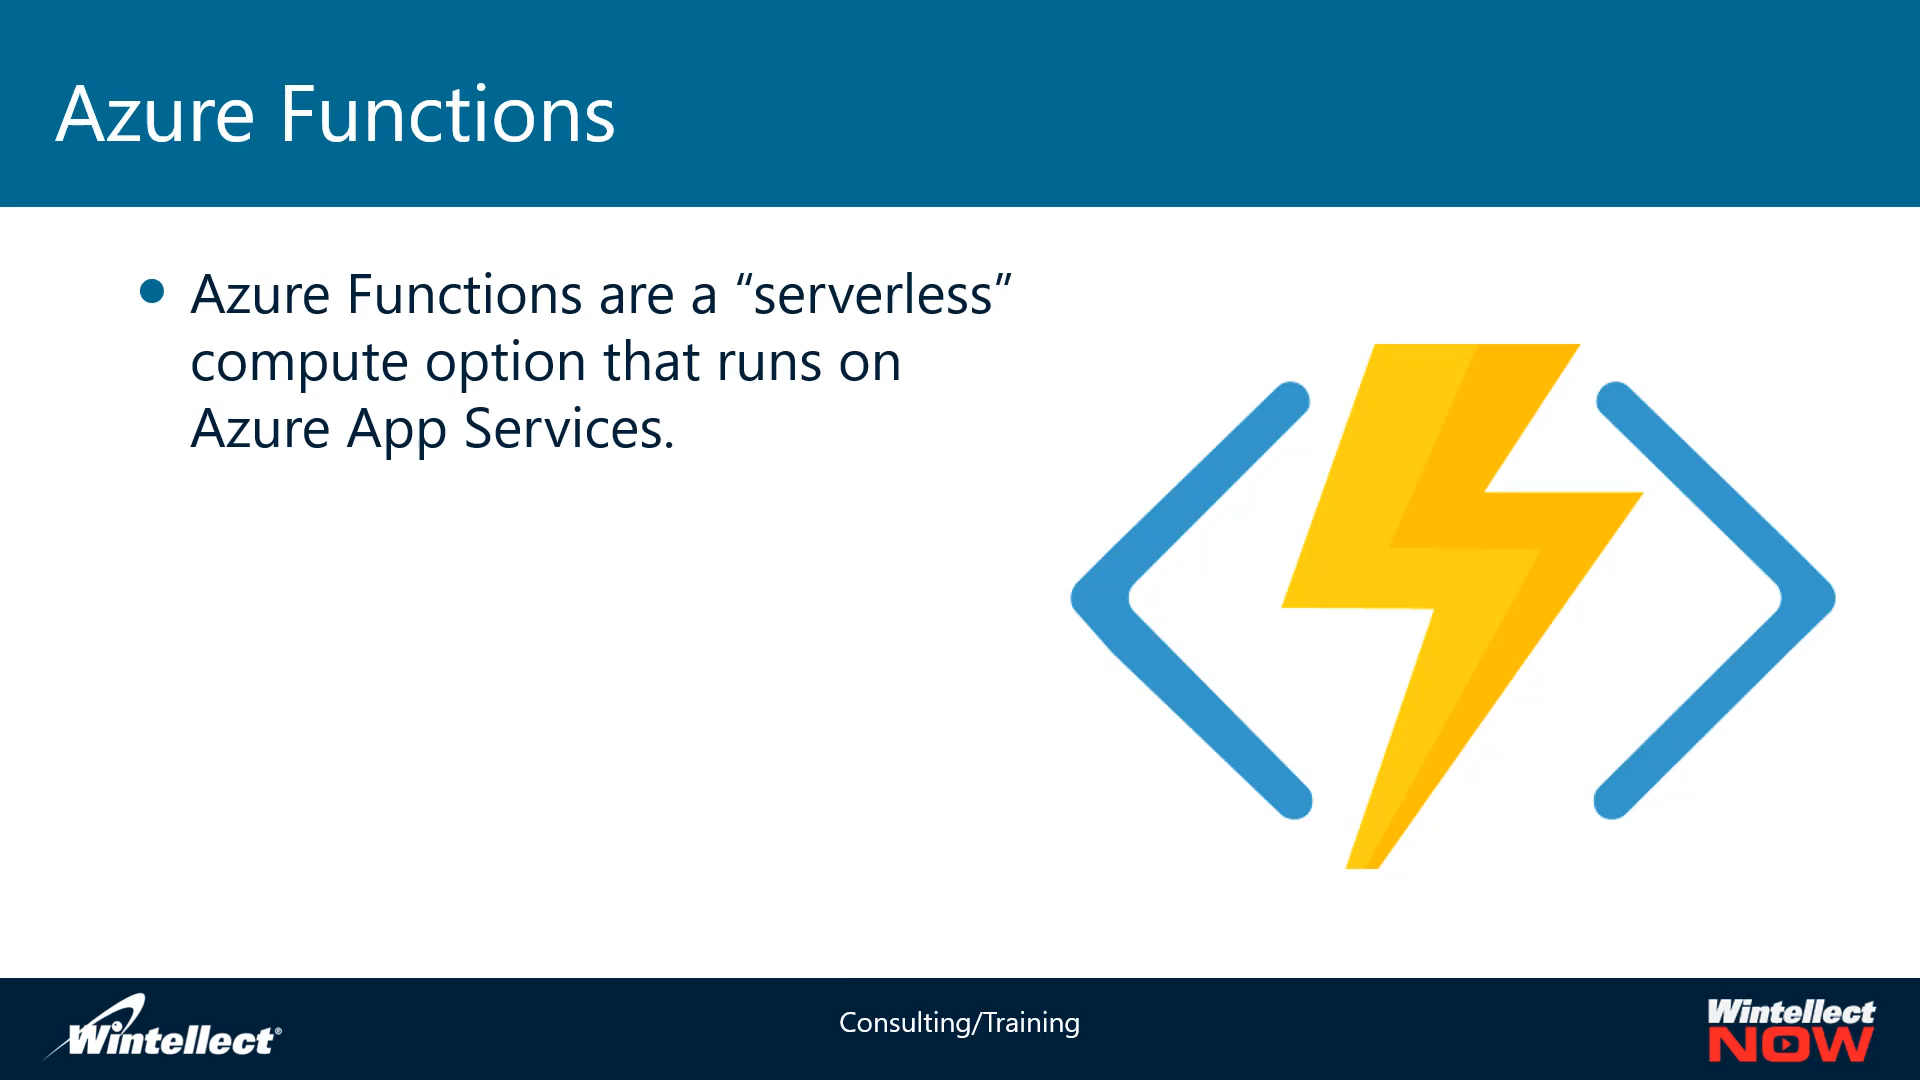 Azure Functions
• Azure Functions are a “serverless”
compute option that runs on
Azure App Services.
Wintellect®
Consulting/Training
Wintellect
NOW